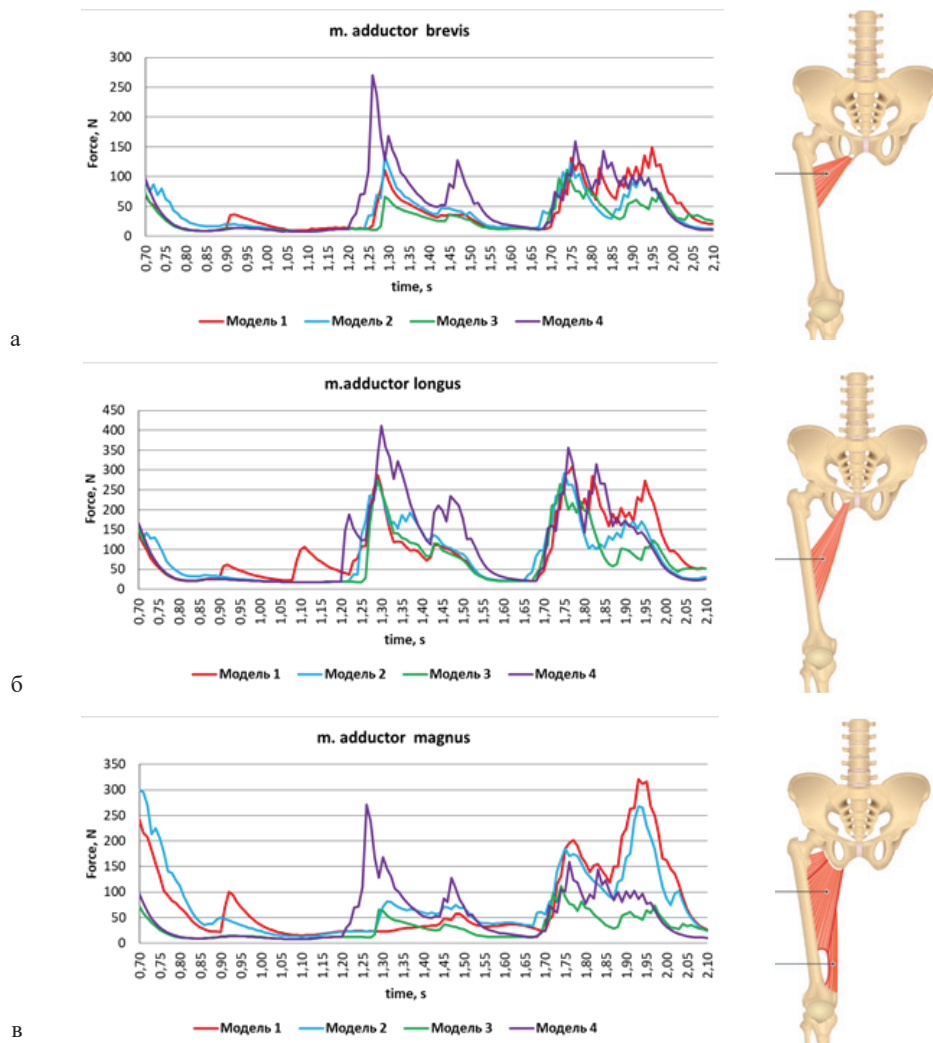 m. adductor brevis
Force, N
300
250
200
150
100
50
0
0,70 0,75 0,80 0,85 0,90 0,95 1,00 1,05 1,10 1,15 1,20 1,25 1,30 1,35 1,40 1,45 1,50 1,55 1,60 1,65 1,70 1,75 1,80 1,85 1,90 1,95 2,00 2,05 2,10
time, s
Модель 1 Модель 2 Модель 3 Модель 4
а
m.adductor longus
Force, N
450
400
350
300
250
200
150
100
50
0
0,70 0,75 0,80 0,85 0,90 0,95 1,00 1,05 1,10 1,15 1,20 1,25 1,30 1,35 1,40 1,45 1,50 1,55 1,60 1,65 1,70 1,75 1,80 1,85 1,90 1,95 2,00 2,05 2,10
time, s
Модель 1 Модель 2 Модель 3 Модель 4
б
m. adductor magnus
Force, N
350
300
250
200
150
100
50
0
0,70 0,75 0,80 0,85 0,90 0,95 1,00 1,05 1,10 1,15 1,20 1,25 1,30 1,35 1,40 1,45 1,50 1,55 1,60 1,65 1,70 1,75 1,80 1,85 1,90 1,95 2,00 2,05 2,10
time, s
Модель 1 Модель 2 Модель 3 Модель 4
в